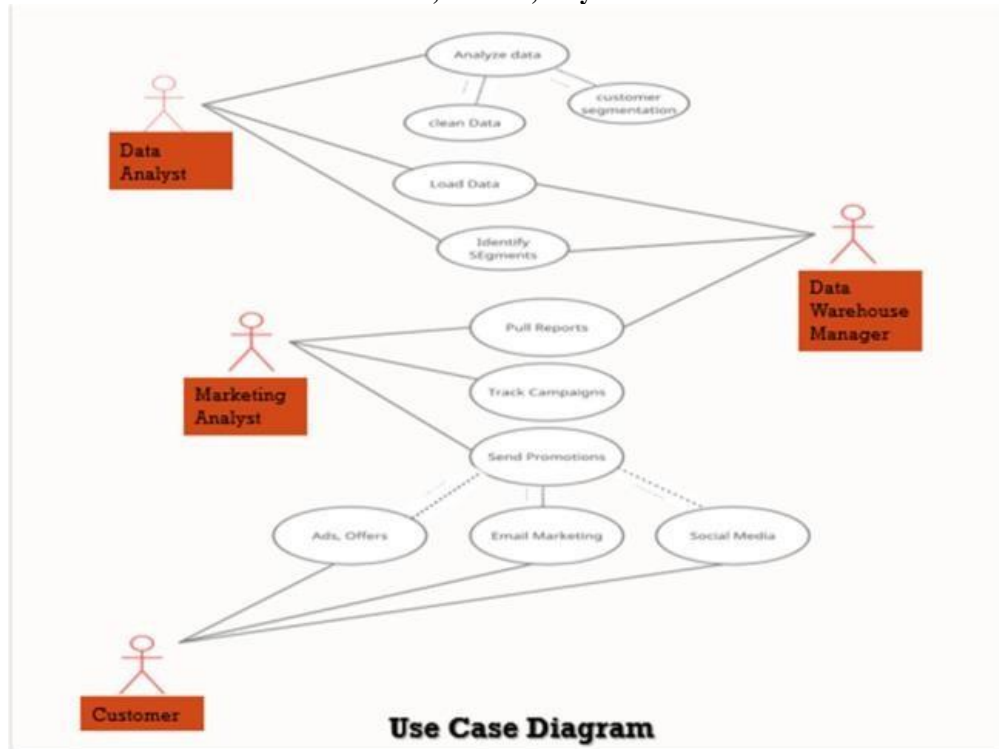 Analyze data
customer
segmentation
clean Data
Data
Analyst
Load Data
Identify
SEgments
Data
Warehouse
Manager
Pull Reports
Marketing
Analyst
Track Campaigns
Send Promotions
Ads, Offers
Email Marketing
Social Media
Customer
Use Case Diagram